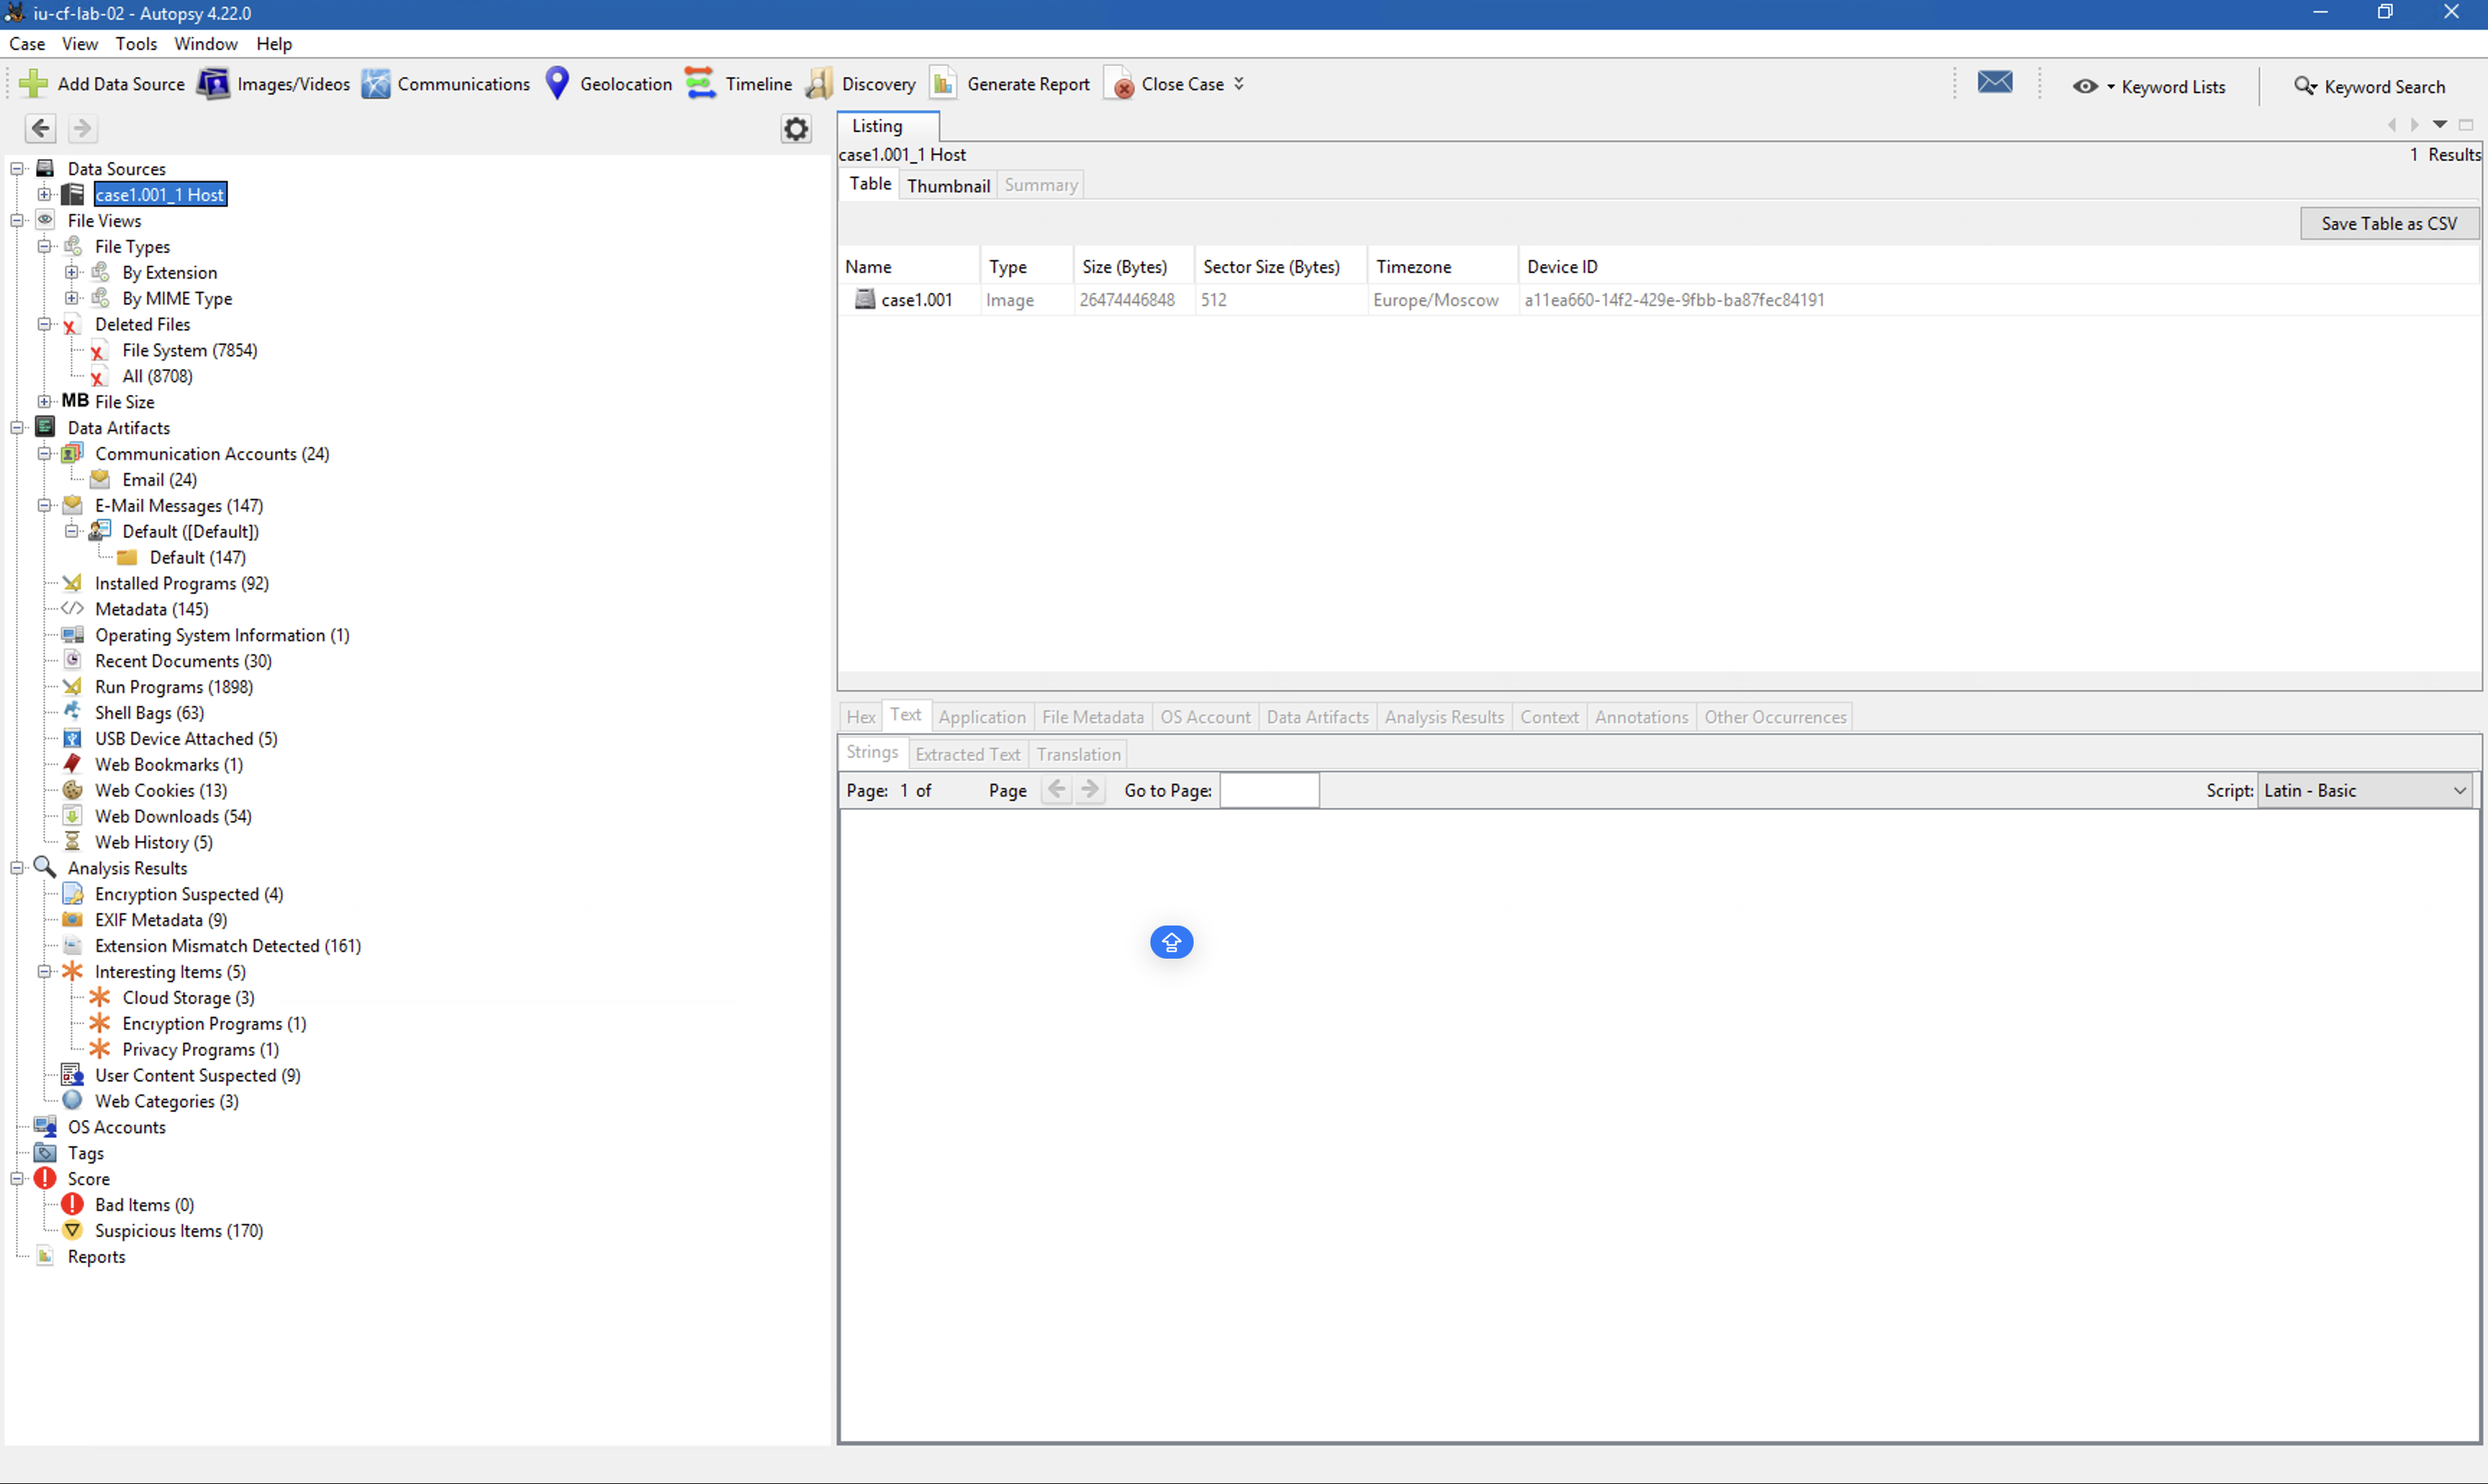 iu-cf-lab-02 - Autopsy 4.22.0
Case View Tools Window Help
Add Data Source Images/Videos Communications Geolocation Timeline Discovery Generate Report Close Case Keyword Lists Keyword Search
Data Sources
case1.001_1 Host
File Views
File Types
By Extension
By MIME Type
Deleted Files
File System (7854)
All (8708)
MB File Size
Data Artifacts
Communication Accounts (24)
Email (24)
E-Mail Messages (147)
Default ([Default])
Default (147)
Installed Programs (92)
Metadata (145)
Operating System Information (1)
Recent Documents (30)
Run Programs (1898)
Shell Bags (63)
USB Device Attached (5)
Web Bookmarks (1)
Web Cookies (13)
Web Downloads (54)
Web History (5)
Analysis Results
Encryption Suspected (4)
EXIF Metadata (9)
Extension Mismatch Detected (161)
Interesting Items (5)
Cloud Storage (3)
Encryption Programs (1)
Privacy Programs (1)
User Content Suspected (9)
Web Categories (3)
OS Accounts
Tags
Score
Bad Items (0)
Suspicious Items (170)
Reports
Listing
case1.001_1 Host 1 Results
Table Thumbnail Summary
Save Table as CSV
Name Type Size (Bytes) Sector Size (Bytes) Timezone Device ID
case1.001 Image 26474446848 512 Europe/Moscow a11ea660-14f2-429e-9fbb-ba87fec84191
Hex Text Application File Metadata OS Account Data Artifacts Analysis Results Context Annotations Other Occurrences
Strings Extracted Text Translation
Page: 1 of Page Go to Page: Script: Latin - Basic